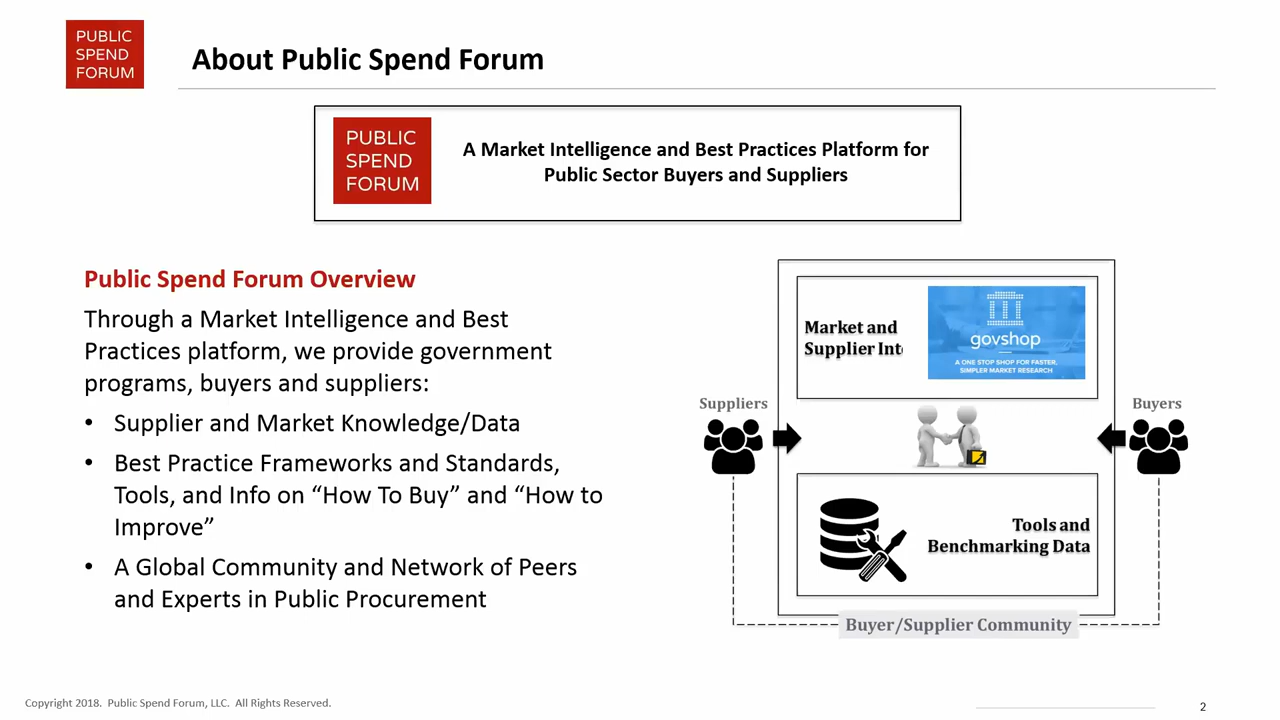 PUBLIC
SPEND
FORUM
About Public Spend Forum
PUBLIC
SPEND
FORUM
A Market Intelligence and Best Practices Platform for
Public Sector Buyers and Suppliers
Public Spend Forum Overview
Through a Market Intelligence and Best
Practices platform, we provide government
programs, buyers and suppliers:
• Supplier and Market Knowledge/Data
• Best Practice Frameworks and Standards,
Tools, and Info on “How To Buy” and “How to
Improve”
• A Global Community and Network of Peers
and Experts in Public Procurement
Market and
Supplier Int
govshop
A ONE STOP SHOP FOR FASTER,
SIMPLER MARKET RESEARCH
Suppliers
Buyers
Tools and
Benchmarking Data
Buyer/Supplier Community
Copyright 2018. Public Spend Forum, LLC. All Rights Reserved.
2